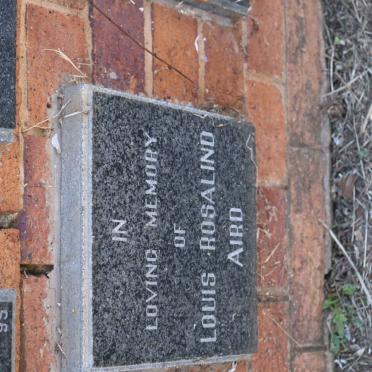 IN
LOVING MEMORY
OF
LOUIS ROSALIND
AIRD